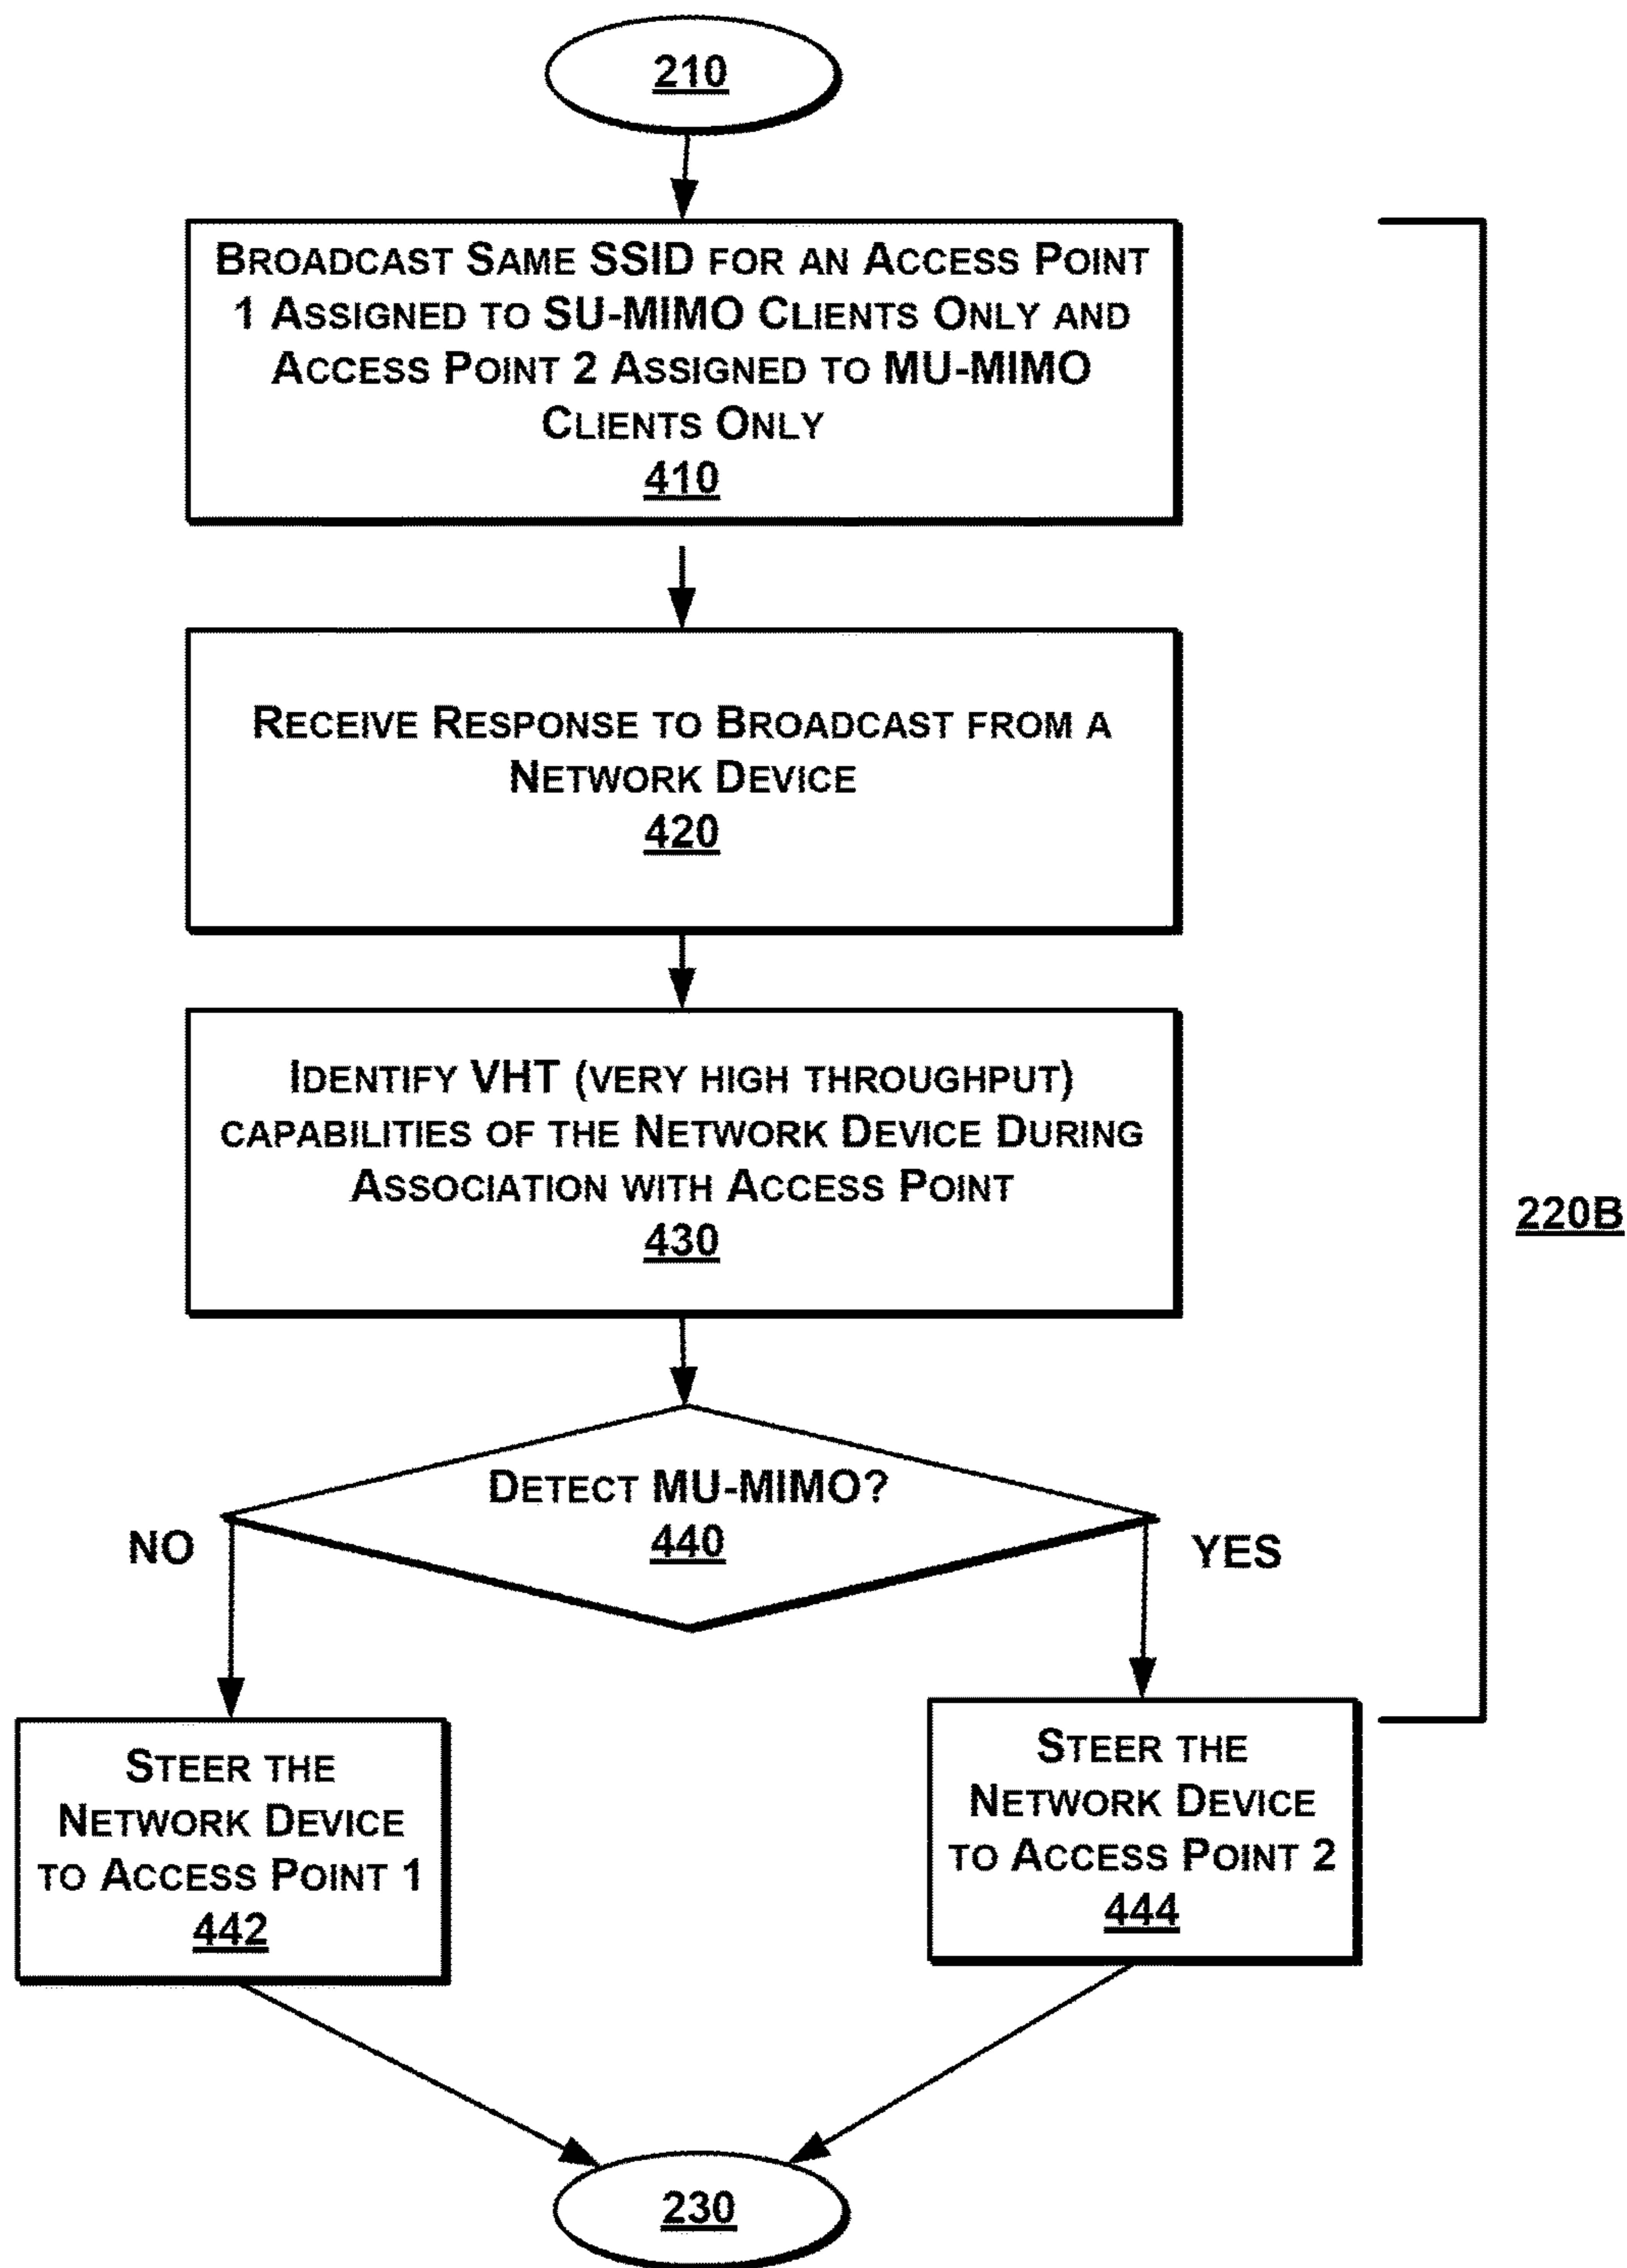 210
BROADCAST SAME SSID FOR AN ACCESS POINT
1 ASSIGNED TO SU-MIMO CLIENTS ONLY AND
ACCESS POINT 2 ASSIGNED TO MU-MIMO
CLIENTS ONLY
410
RECEIVE RESPONSE TO BROADCAST FROM A
NETWORK DEVICE
420
IDENTIFY VHT (VERY HIGH THROUGHPUT)
CAPABILITIES OF THE NETWORK DEVICE DURING
ASSOCIATION WITH ACCESS POINT
430
220B
DETECT MU-MIMO?
440
NO
YES
STEER THE
NETWORK DEVICE
TO ACCESS POINT 1
442
STEER THE
NETWORK DEVICE
TO ACCESS POINT 2
444
230